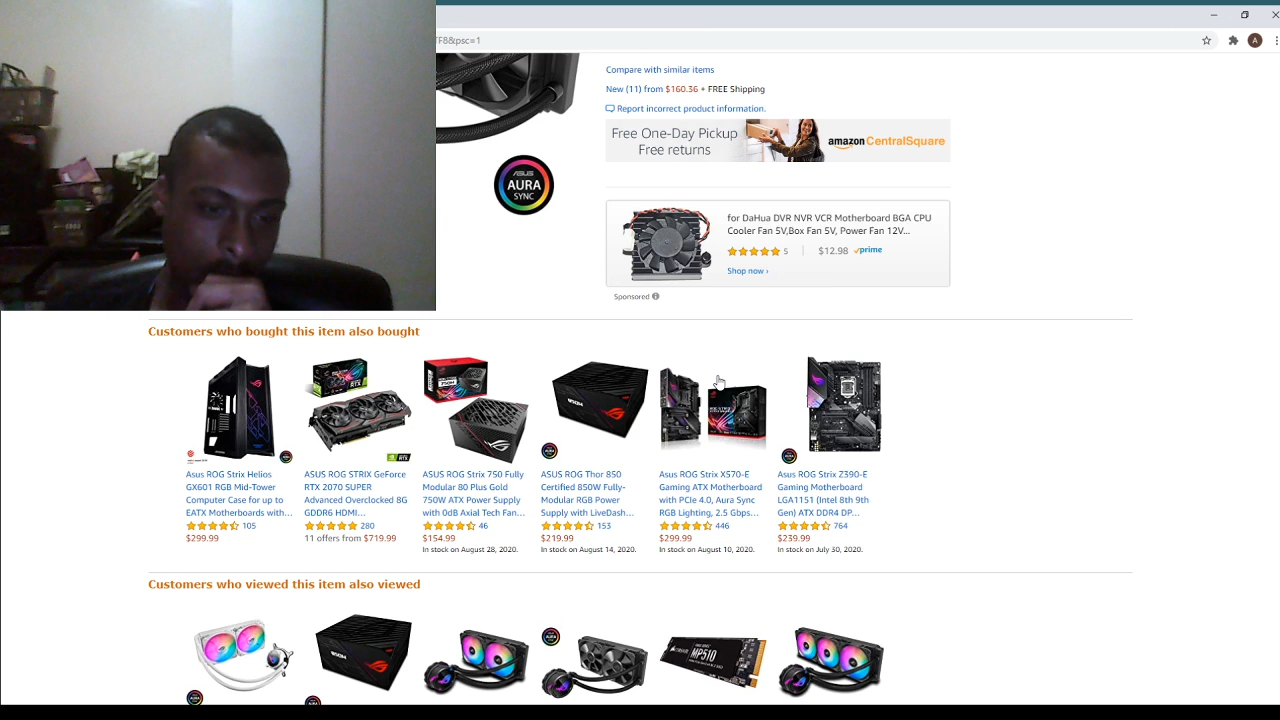 TF8&psc=1
A
Compare with similar items
New (11) from $160.36 + FREE Shipping
Report incorrect product information.
Free One-Day Pickup
Free returns
amazon CentralSquare
ASUS
AURA
SYNC
for DaHua DVR NVR VCR Motherboard BGA CPU
Cooler Fan 5V,Box Fan 5V, Power Fan 12V...
5
$12.98
prime
Shop now ›
Sponsored
Customers who bought this item also bought
Asus ROG Strix Helios
GX601 RGB Mid-Tower
Computer Case for up to
EATX Motherboards with...
105
$299.99
ASUS ROG STRIX GeForce
RTX 2070 SUPER
Advanced Overclocked 8G
GDDR6 HDMI...
280
11 offers from $719.99
ASUS ROG Strix 750 Fully
Modular 80 Plus Gold
750W ATX Power Supply
with 0dB Axial Tech Fan...
46
$154.99
In stock on August 28, 2020.
ASUS ROG Thor 850
Certified 850W Fully-
Modular RGB Power
Supply with LiveDash...
153
$219.99
In stock on August 14, 2020.
Asus ROG Strix X570-E
Gaming ATX Motherboard
with PCIe 4.0, Aura Sync
RGB Lighting, 2.5 Gbps...
446
$299.99
In stock on August 10, 2020.
Asus ROG Strix Z390-E
Gaming Motherboard
LGA1151 (Intel 8th 9th
Gen) ATX DDR4 DP...
764
$239.99
In stock on July 30, 2020.
Customers who viewed this item also viewed
850W
MP510